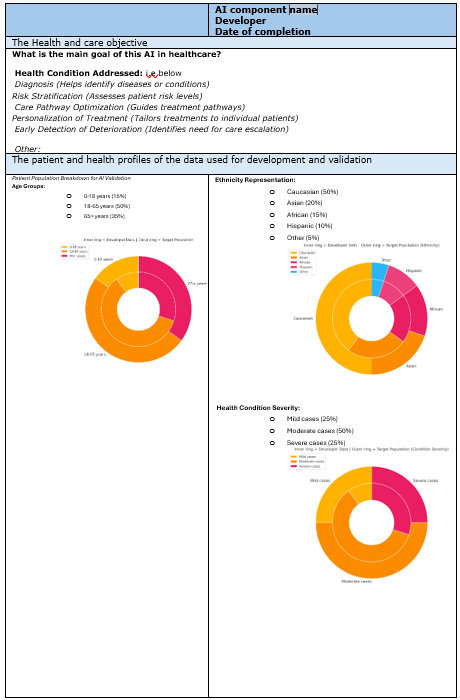 AI component name
Developer
Date of completion
The Health and care objective
What is the main goal of this AI in healthcare?
Health Condition Addressed: i.e. below
Diagnosis (Helps identify diseases or conditions)
Risk Stratification (Assesses patient risk levels)
Care Pathway Optimization (Guides treatment pathways)
Personalization of Treatment (Tailors treatments to individual patients)
Early Detection of Deterioration (Identifies need for care escalation)
Other:
The patient and health profiles of the data used for development and validation
Patient Population Breakdown for AI Validation
Age Groups:
0-18 years (15%)
18-65 years (50%)
65+ years (35%)
Inner ring = Developer Data | Outer ring = Target Population
0-18 years
18-65 years
65+ years
0-18 years
65+ years
18-65 years
Ethnicity Representation:
Caucasian (50%)
Asian (20%)
African (15%)
Hispanic (10%)
Other (5%)
Inner ring = Developer Data | Outer ring = Target Population (Ethnicity)
Caucasian
Asian
African
Hispanic
Other
Other
Hispanic
African
Caucasian
Asian
Health Condition Severity:
Mild cases (25%)
Moderate cases (50%)
Severe cases (25%)
Inner ring = Developer Data | Outer ring = Target Population (Condition Severity)
Mild cases
Moderate cases
Severe cases
Mild cases
Severe cases
Moderate cases